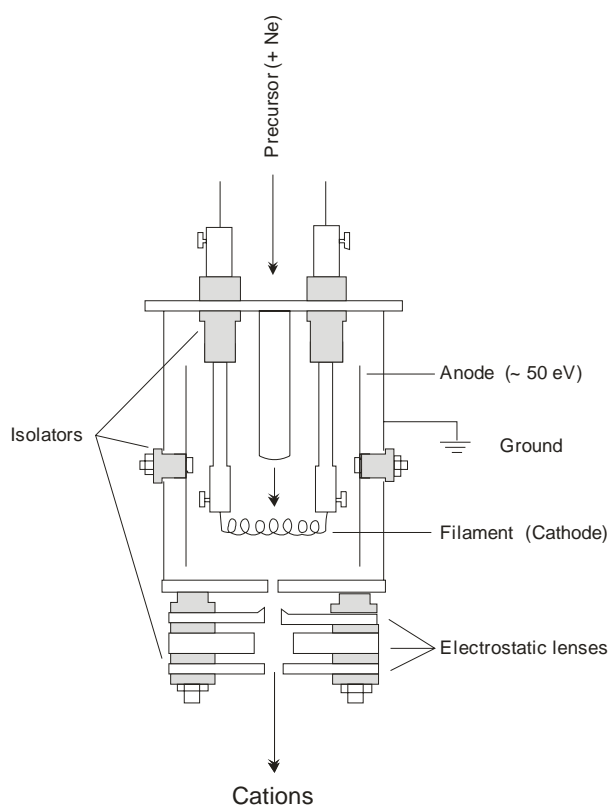 Precursor (+ Ne)
Anode (~ 50 eV)
Isolators
Ground
Filament (Cathode)
Electrostatic lenses
Cations